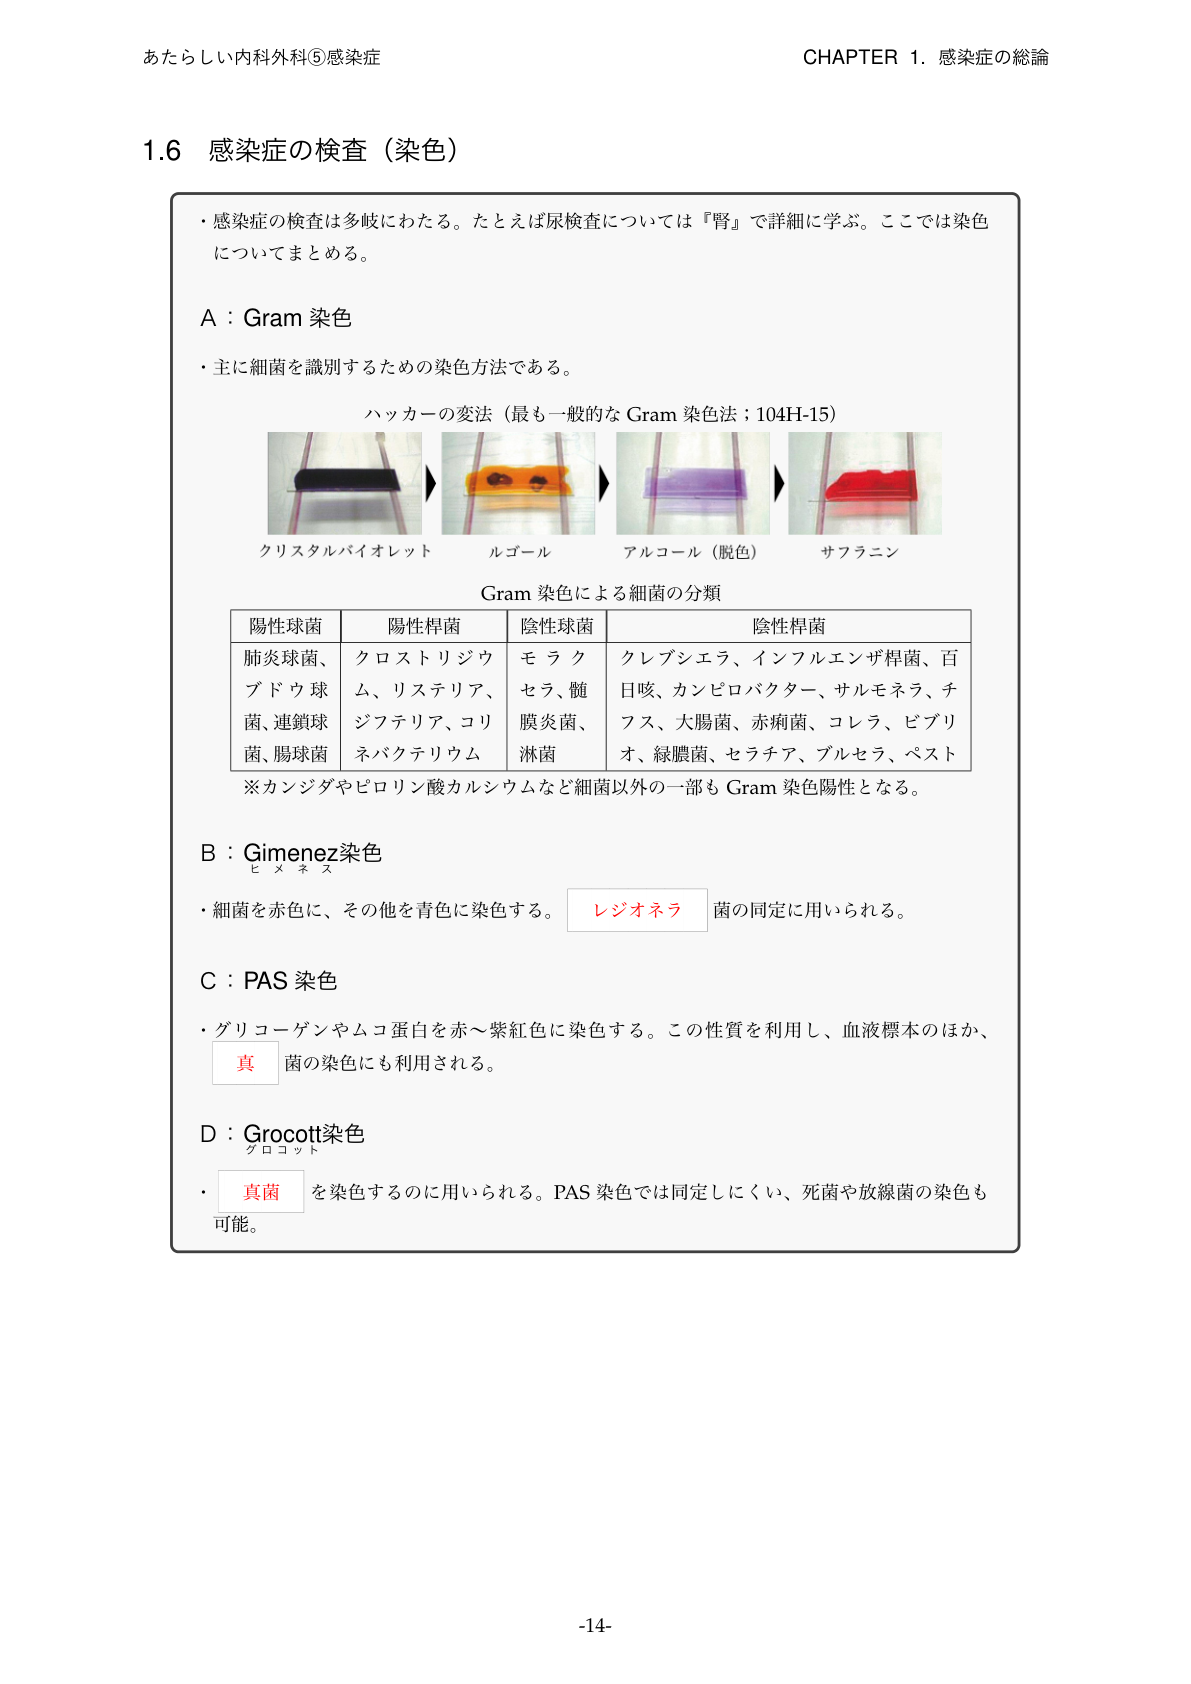 あたらしい内科外科⑤感染症 CHAPTER 1. 感染症の総論
1.6 感染症の検査（染色）
・感染症の検査は多岐にわたる。たとえば尿検査については『腎』で詳細に学ぶ。ここでは染色
についてまとめる。
A：Gram 染色
・主に細菌を識別するための染色方法である。
ハッカーの変法（最も一般的な Gram 染色法；104H-15）
クリスタルバイオレット ルゴール アルコール（脱色） サフラニン
Gram 染色による細菌の分類
陽性球菌 陽性桿菌 陰性球菌 陰性桿菌
肺炎球菌、 クロストリジウ モラク クレブシエラ、インフルエンザ桿菌、百
ブドウ球 ム、リステリア、 セラ、髄 日咳、カンピロバクター、サルモネラ、チ
菌、連鎖球 ジフテリア、コリ 膜炎菌、 フス、大腸菌、赤痢菌、コレラ、ビブリ
菌、腸球菌 ネバクテリウム 淋菌 オ、緑膿菌、セラチア、ブルセラ、ペスト
※カンジダやピロリン酸カルシウムなど細菌以外の一部も Gram 染色陽性となる。
B：Gimenez染色
ヒメネス
・細菌を赤色に、その他を青色に染色する。 レジオネラ 菌の同定に用いられる。
C：PAS 染色
・グリコーゲンやムコ蛋白を赤～紫紅色に染色する。この性質を利用し、血液標本のほか、
真 菌の染色にも利用される。
D：Grocott染色
グロコット
・ 真菌 を染色するのに用いられる。PAS 染色では同定しにくい、死菌や放線菌の染色も
可能。
-14-